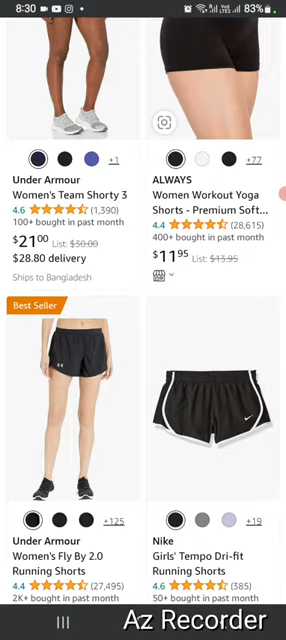 8:30
83%
+1
+77
Under Armour
Women's Team Shorty 3
4.6 (1,390)
100+ bought in past month
$21.00 List: $30.00
$28.80 delivery
Ships to Bangladesh
ALWAYS
Women Workout Yoga
Shorts - Premium Soft...
4.4 (28,615)
400+ bought in past month
$11.95 List: $13.95
Best Seller
+125
+19
Under Armour
Women's Fly By 2.0
Running Shorts
4.4 (27,495)
2K+ bought in past month
Nike
Girls' Tempo Dri-fit
Running Shorts
4.6 (385)
50+ bought in past month
Az Recorder